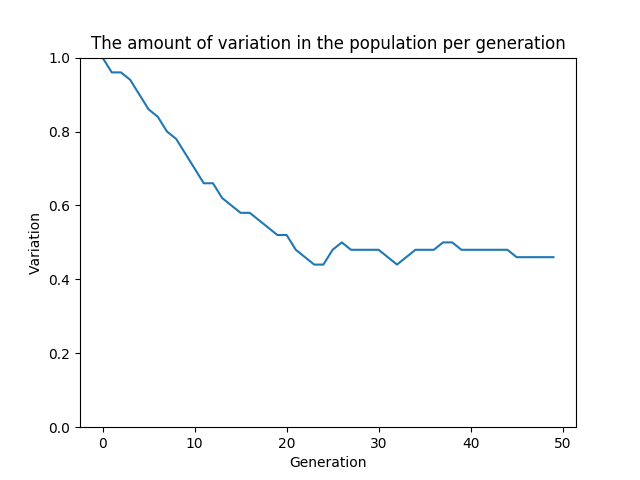 The amount of variation in the population per generation
1.0
0.8
0.6
0.4
0.2
0.0
Variation
0 10 20 30 40 50
Generation